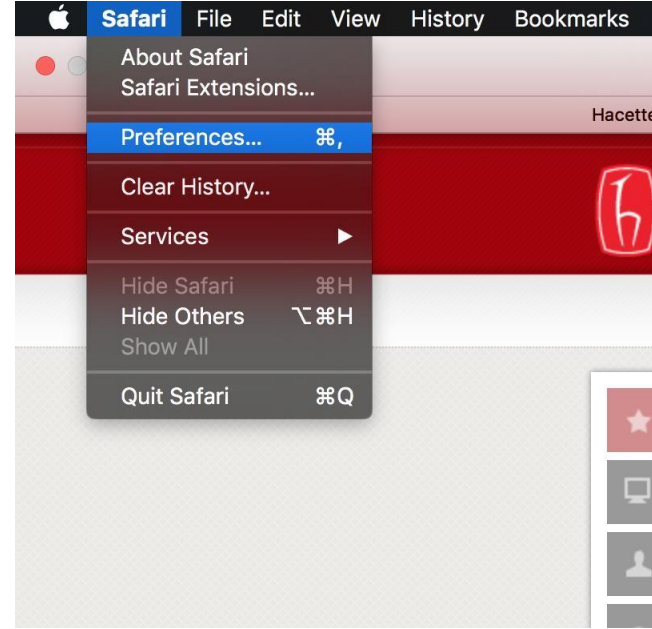 Safari File Edit View History Bookmarks
About Safari
Safari Extensions...
Hacette
Preferences... ⌘,
Clear History...
Services ▶
Hide Safari ⌘H
Hide Others ⌥⌘H
Show All
Quit Safari ⌘Q